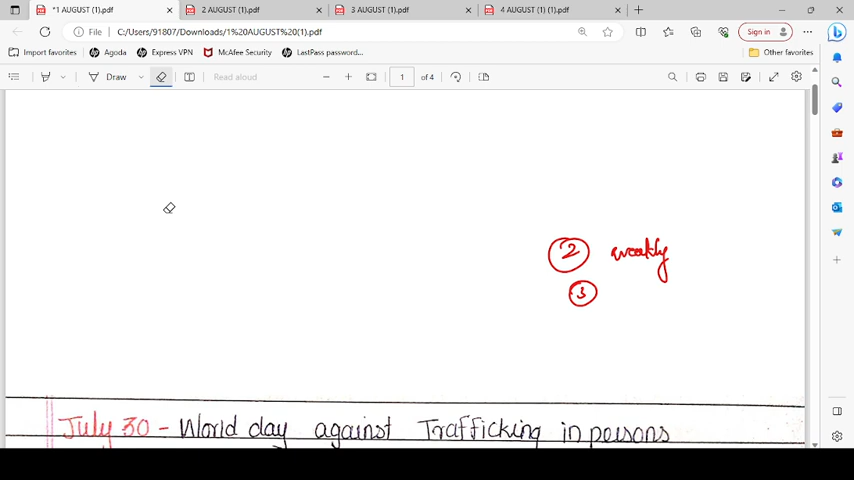 *1 AUGUST (1).pdf
2 AUGUST (1).pdf
3 AUGUST (1).pdf
4 AUGUST (1) (1).pdf
File
C:/Users/91807/Downloads/1%20AUGUST%20(1).pdf
Sign in
Import favorites
Agoda
Express VPN
McAfee Security
LastPass password...
Other favorites
Draw
Read aloud
1
of 4
2 weekly
3
July 30 - World day against Trafficking in persons